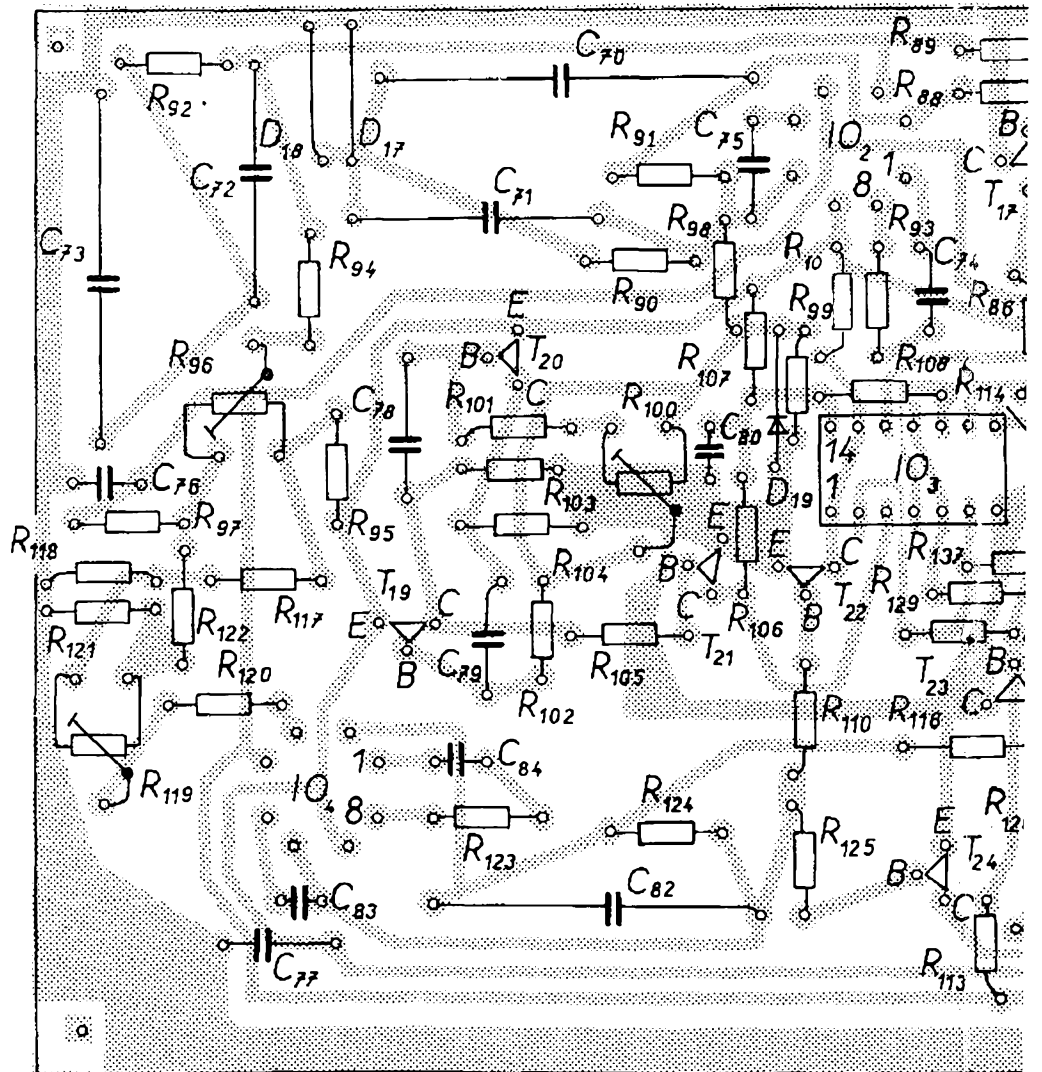 R89
C70
R92
R88
D18
D17
R91
C75
IO2
1
B
C
C72
C71
8
T17
C73
R98
R93
R94
R10
C74
R90
R99
R86
E
R96
B
T20
R107
R108
C
C78
R101
R100
R114
C80
14
IO3
1
C76
R103
D19
R97
R95
E
R118
R104
B
E
C
R137
T19
T22
R129
R117
C
R106
B
R122
E
C
T21
R121
B
C79
R105
T23
B
R120
R102
C
R110
R116
1
C84
R119
IO4
8
R124
R12
E
R123
R125
T24
B
C82
C83
C
C77
R113